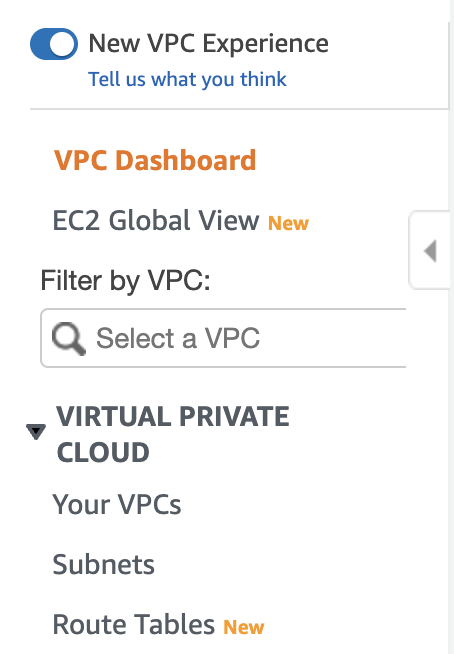 New VPC Experience
Tell us what you think
VPC Dashboard
EC2 Global View New
Filter by VPC:
Select a VPC
VIRTUAL PRIVATE
CLOUD
Your VPCs
Subnets
Route Tables New